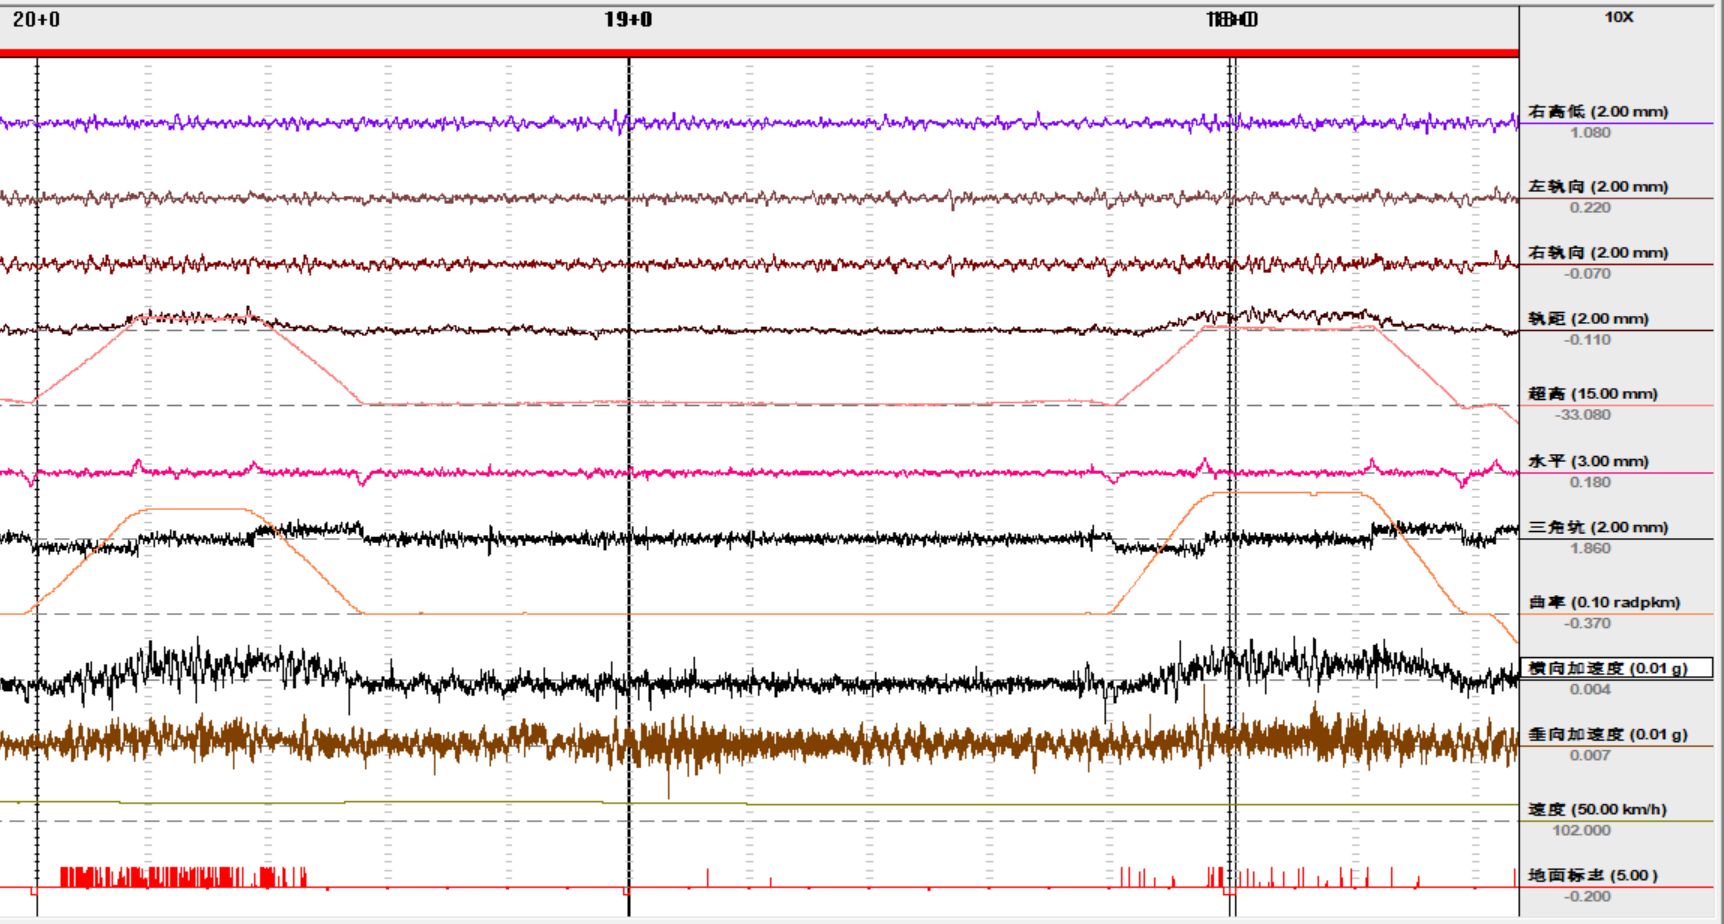 20+0 19+0 10X
右高低 (2.00 mm)
1.080
左轨向 (2.00 mm)
0.220
右轨向 (2.00 mm)
-0.070
轨距 (2.00 mm)
-0.110
超高 (15.00 mm)
-33.080
水平 (3.00 mm)
0.180
三角坑 (2.00 mm)
1.860
曲率 (0.10 radpkm)
-0.370
横向加速度 (0.01 g)
0.004
垂向加速度 (0.01 g)
0.007
速度 (50.00 km/h)
102.000
地面标志 (5.00 )
-0.200